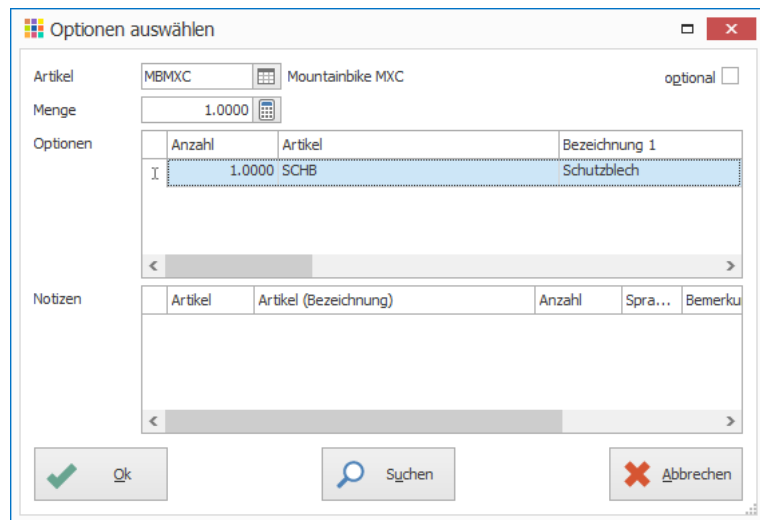 Optionen auswählen
Artikel MBMXC Mountainbike MXC optional
Menge 1.0000
Optionen Anzahl Artikel Bezeichnung 1
1.0000 SCHB Schutzblech
Notizen Artikel Artikel (Bezeichnung) Anzahl Spra... Bemerku
Ok Suchen Abbrechen